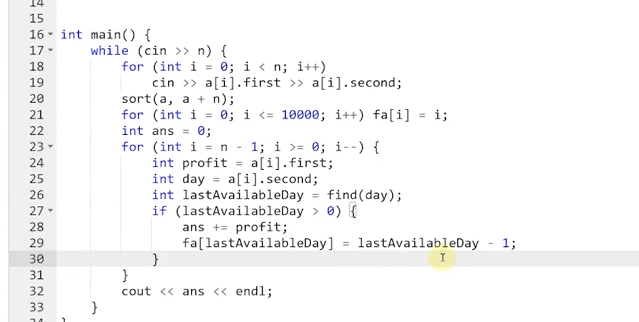 14
15
16 int main() {
17 while (cin >> n) {
18 for (int i = 0; i < n; i++)
19 cin >> a[i].first >> a[i].second;
20 sort(a, a + n);
21 for (int i = 0; i <= 10000; i++) fa[i] = i;
22 int ans = 0;
23 for (int i = n - 1; i >= 0; i--) {
24 int profit = a[i].first;
25 int day = a[i].second;
26 int lastAvailableDay = find(day);
27 if (lastAvailableDay > 0) {
28 ans += profit;
29 fa[lastAvailableDay] = lastAvailableDay - 1;
30 }
31 }
32 cout << ans << endl;
33 }